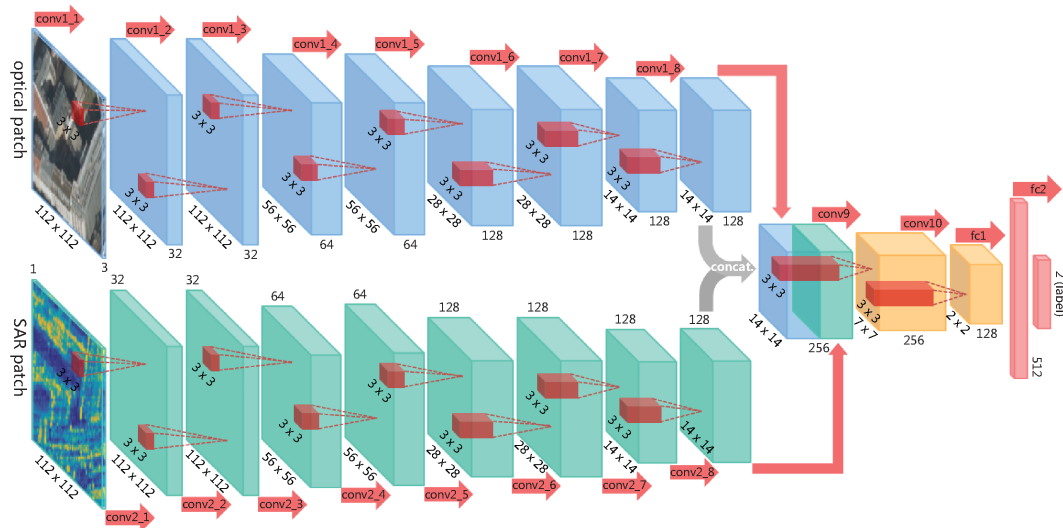 conv1_1
conv1_2
conv1_3
conv1_4
conv1_5
conv1_6
conv1_7
conv1_8
optical patch
3 x 3
3 x 3
3 x 3
3 x 3
3 x 3
3 x 3
3 x 3
3 x 3
112 x 112
112 x 112
112 x 112
56 x 56
56 x 56
28 x 28
28 x 28
14 x 14
14 x 14
3
32
32
64
64
128
128
128
128
concat.
conv9
conv10
fc1
fc2
3 x 3
3 x 3
14 x 14
7 x 7
2 x 2
256
256
128
512
2 (label)
SAR patch
1
32
32
64
64
128
128
128
128
3 x 3
3 x 3
3 x 3
3 x 3
3 x 3
3 x 3
3 x 3
3 x 3
112 x 112
112 x 112
112 x 112
56 x 56
56 x 56
28 x 28
28 x 28
14 x 14
14 x 14
conv2_1
conv2_2
conv2_3
conv2_4
conv2_5
conv2_6
conv2_7
conv2_8